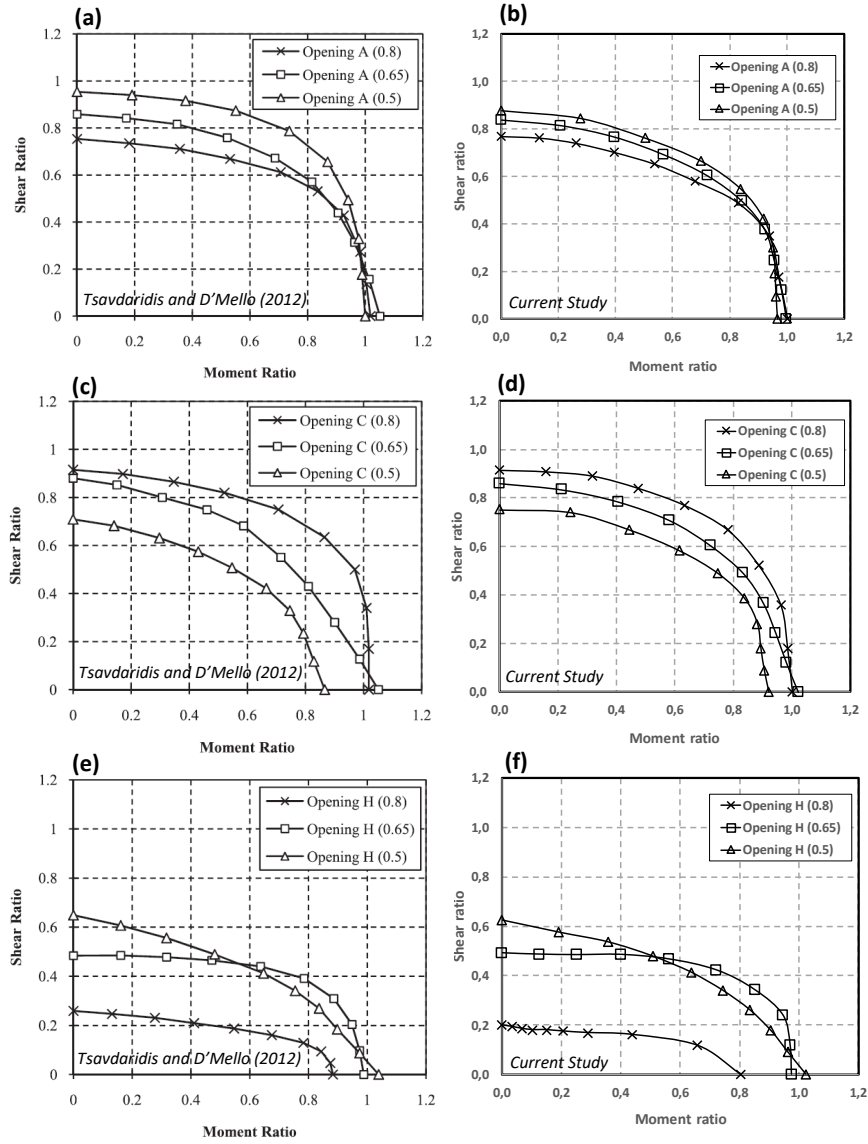 (a)
1.2
1
0.8
0.6
0.4
0.2
0
Shear Ratio
Opening A (0.8)
Opening A (0.65)
Opening A (0.5)
Tsavdaridis and D'Mello (2012)
0 0.2 0.4 0.6 0.8 1 1.2
Moment Ratio
(b)
1,2
1,0
0,8
0,6
0,4
0,2
0,0
Shear ratio
Opening A (0.8)
Opening A (0.65)
Opening A (0.5)
Current Study
0,0 0,2 0,4 0,6 0,8 1,0 1,2
Moment ratio
(c)
1.2
1
0.8
0.6
0.4
0.2
0
Shear Ratio
Opening C (0.8)
Opening C (0.65)
Opening C (0.5)
Tsavdaridis and D'Mello (2012)
0 0.2 0.4 0.6 0.8 1 1.2
Moment Ratio
(d)
1,2
1,0
0,8
0,6
0,4
0,2
0,0
Shear ratio
Opening C (0.8)
Opening C (0.65)
Opening C (0.5)
Current Study
0,0 0,2 0,4 0,6 0,8 1,0 1,2
Moment ratio
(e)
1.2
1
0.8
0.6
0.4
0.2
0
Shear Ratio
Opening H (0.8)
Opening H (0.65)
Opening H (0.5)
Tsavdaridis and D'Mello (2012)
0 0.2 0.4 0.6 0.8 1 1.2
Moment Ratio
(f)
1,2
1,0
0,8
0,6
0,4
0,2
0,0
Shear ratio
Opening H (0.8)
Opening H (0.65)
Opening H (0.5)
Current Study
0,0 0,2 0,4 0,6 0,8 1,0 1,2
Moment ratio